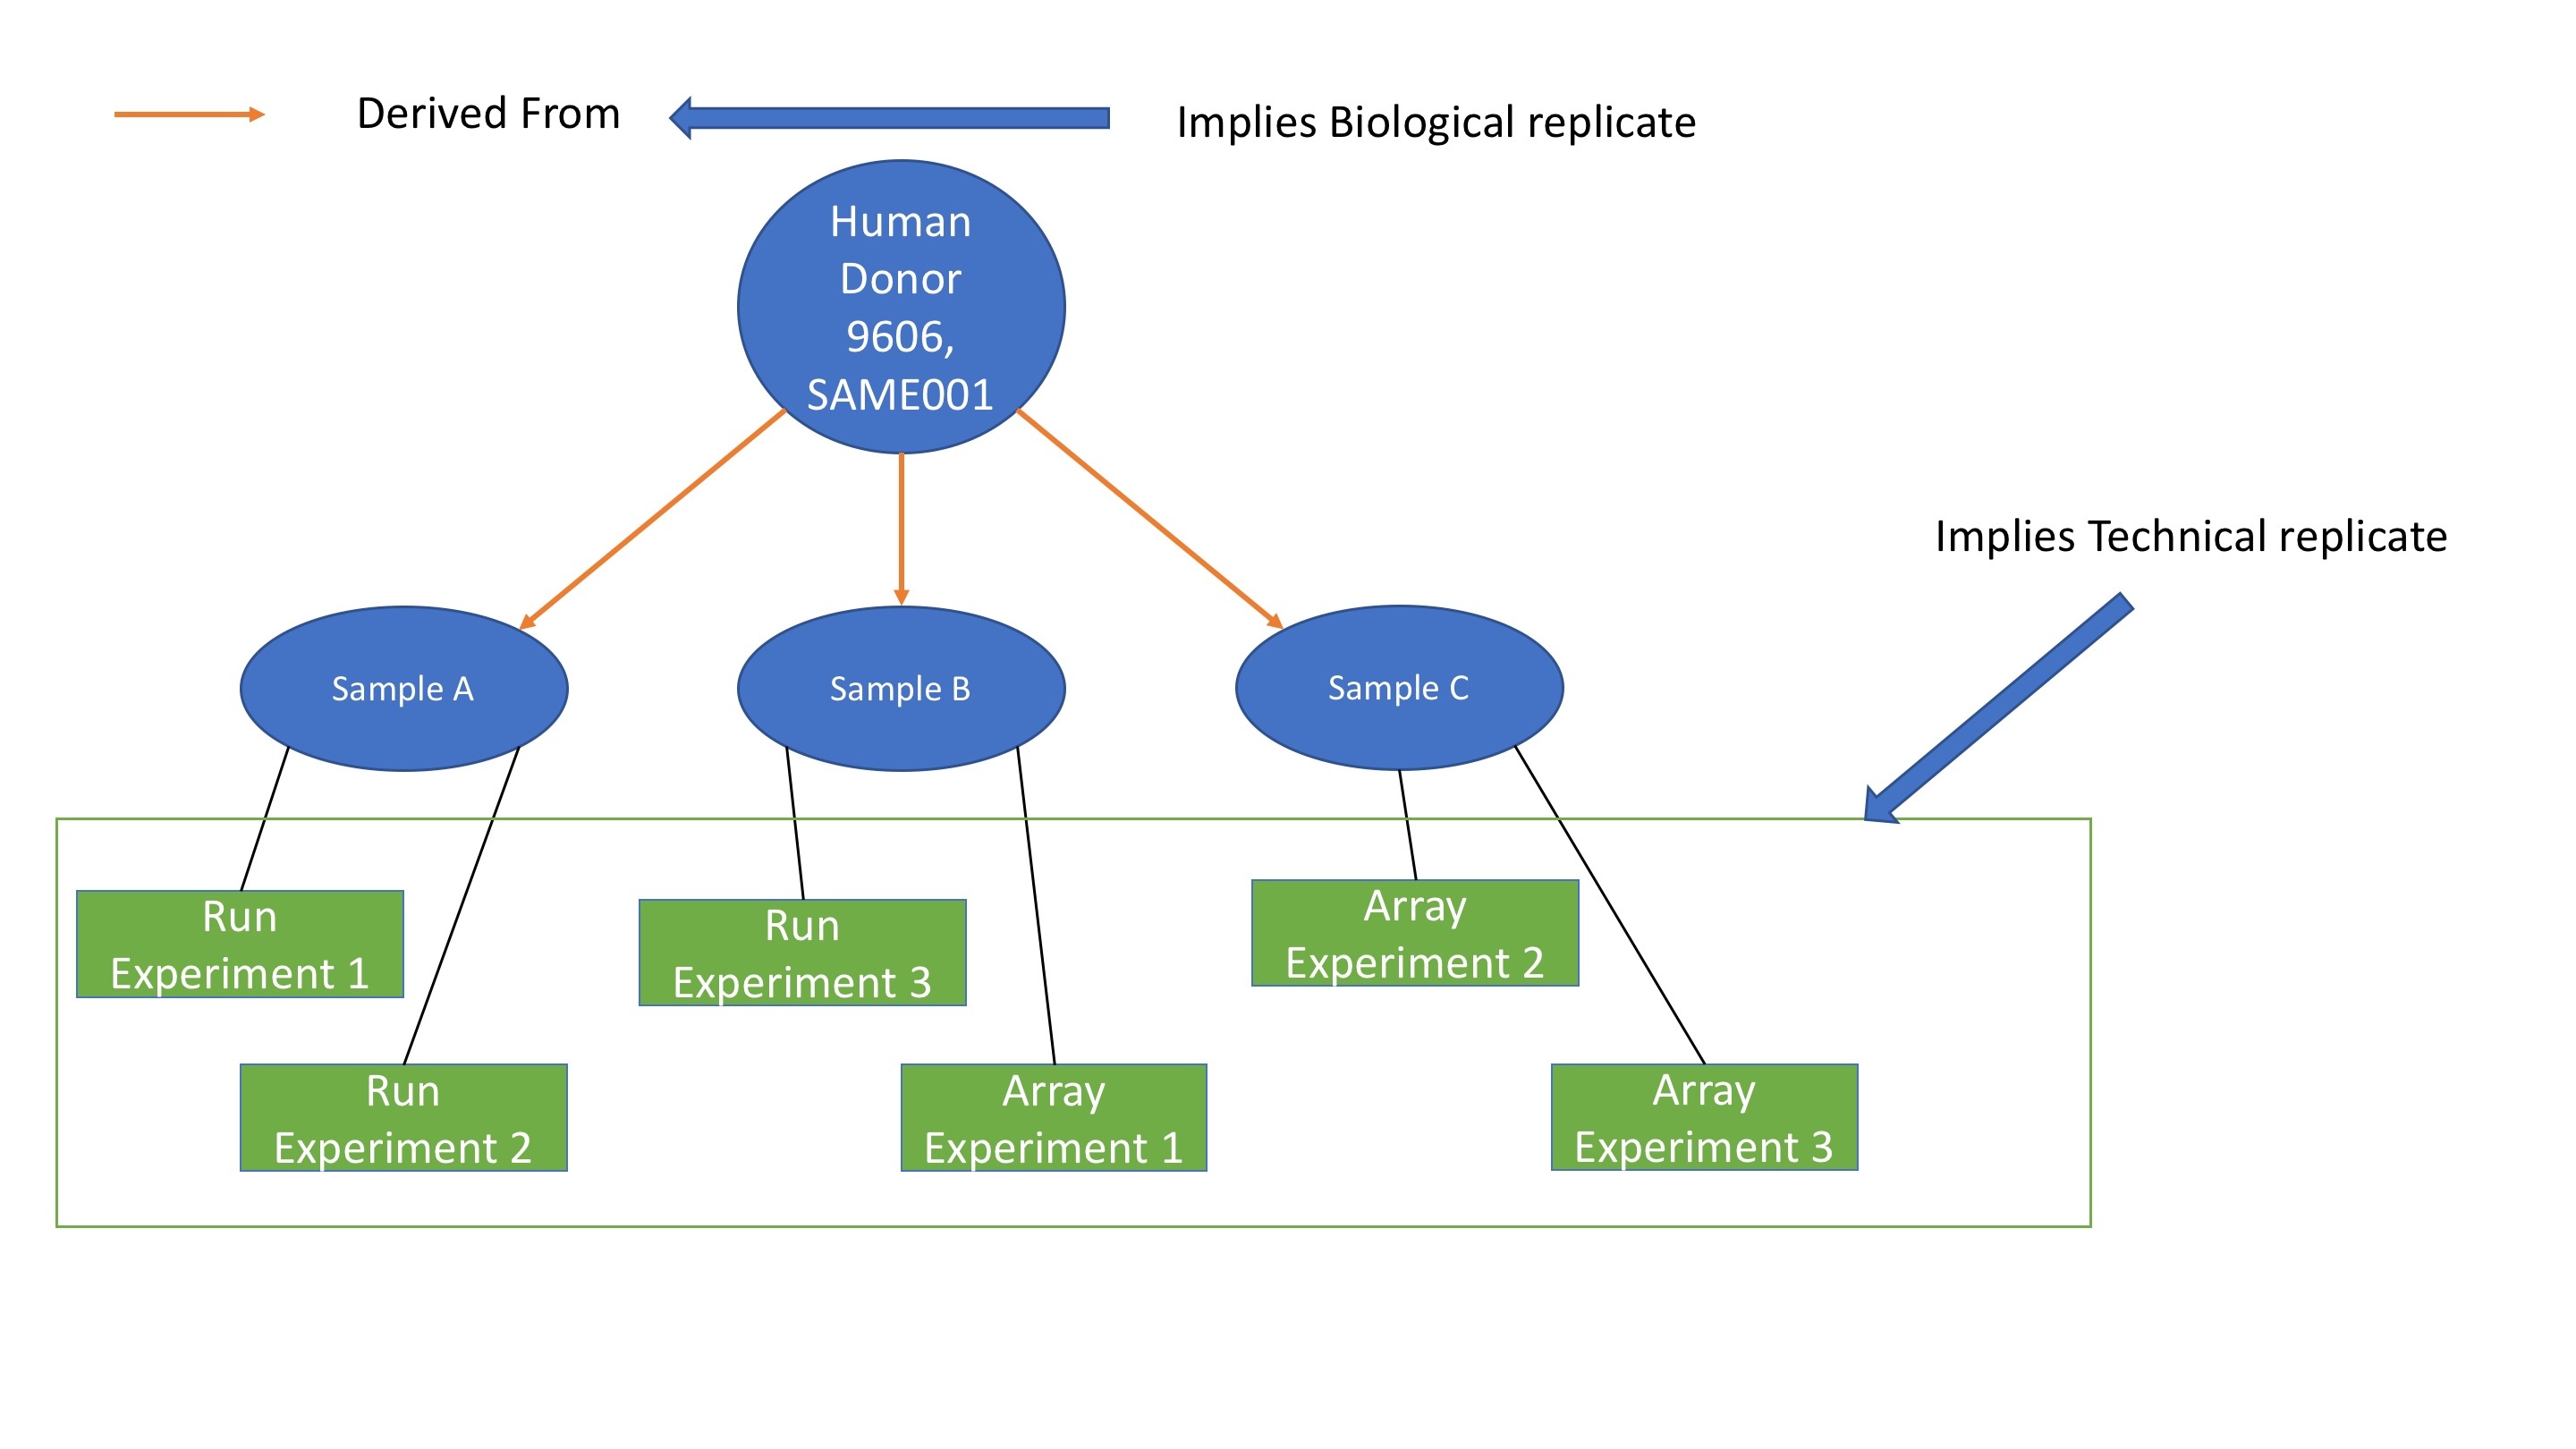 Derived From
Implies Biological replicate
Human
Donor
9606,
SAME001
Implies Technical replicate
Sample A
Sample B
Sample C
Run
Experiment 1
Run
Experiment 3
Array
Experiment 2
Run
Experiment 2
Array
Experiment 1
Array
Experiment 3